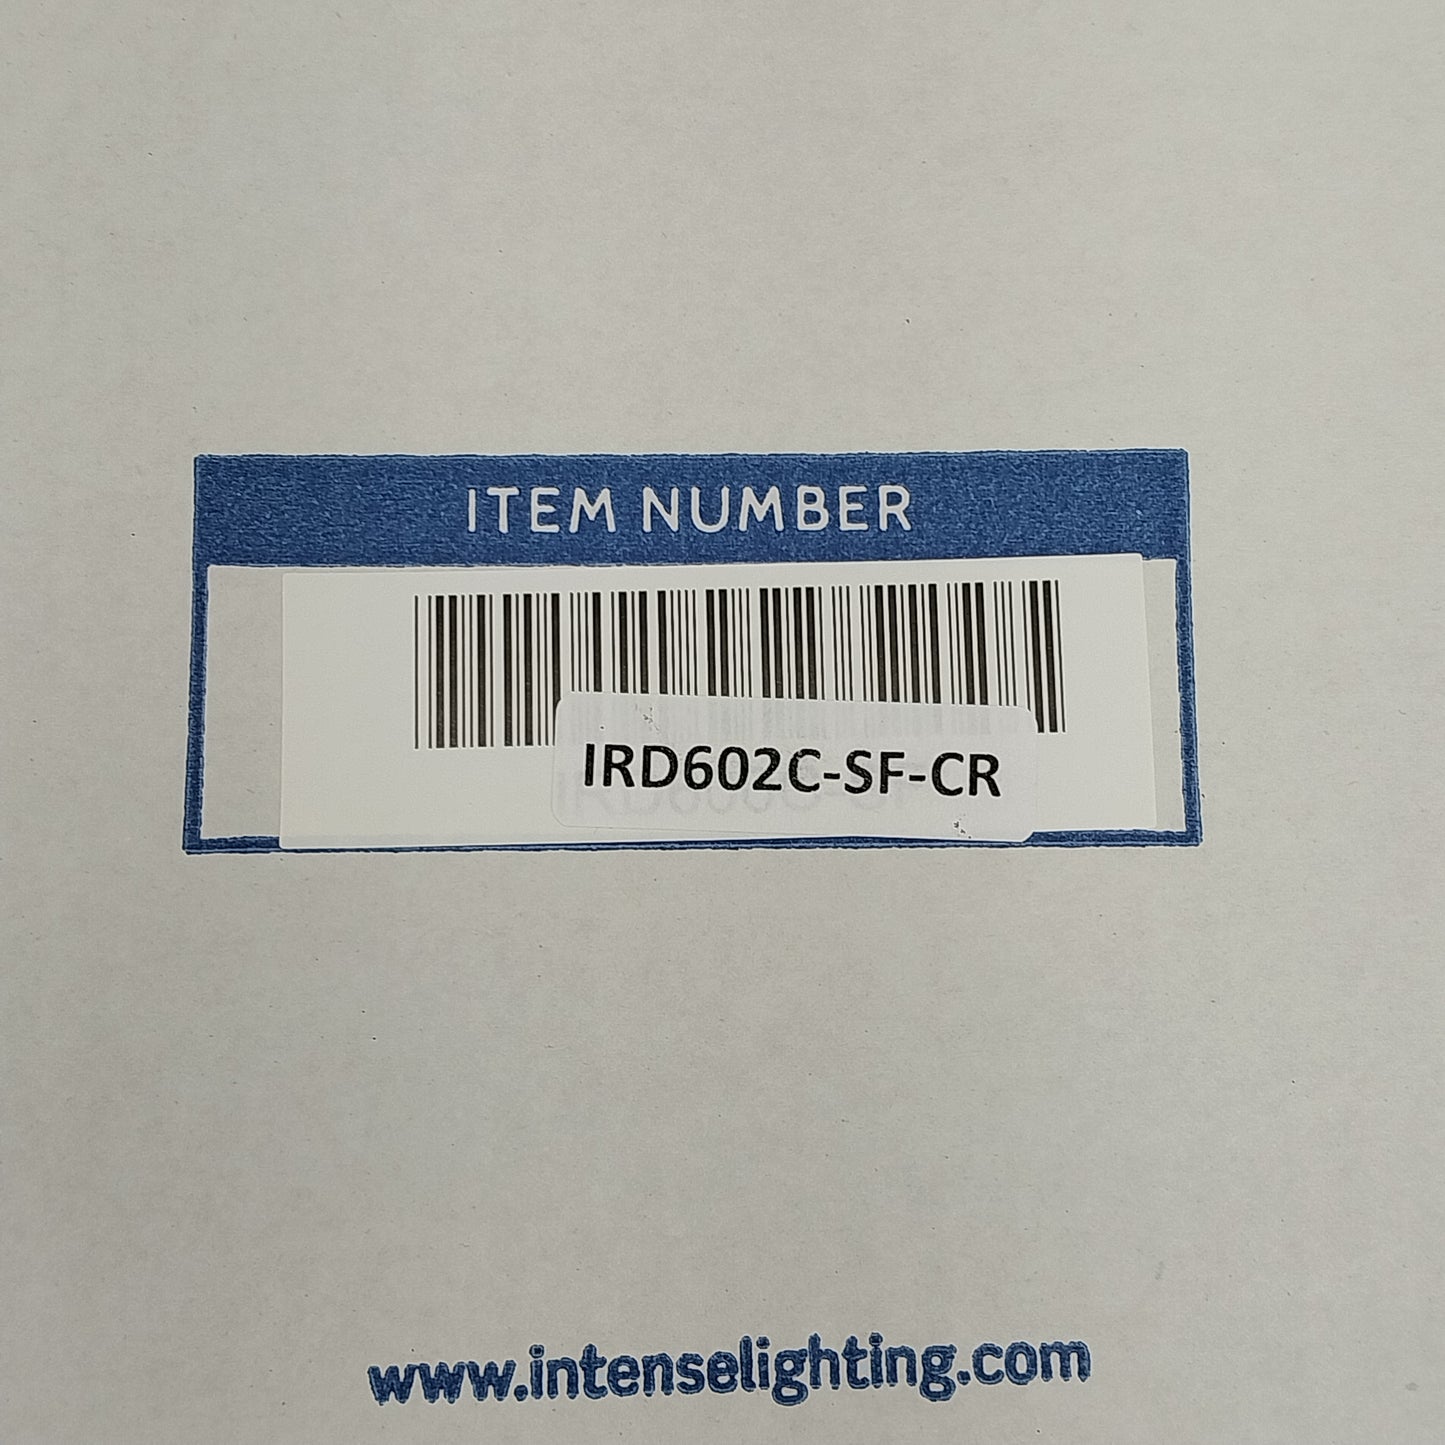 ITEM NUMBER
IRD602C-SF-CR
www.intenselighting.com